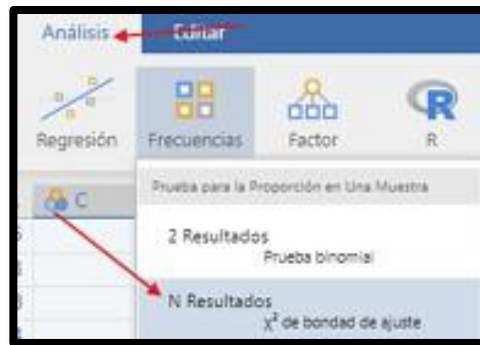 Análisis Editar
Regresión Frecuencias Factor R
C
Prueba para la Proporción en Una Muestra
2 Resultados
Prueba binomial
N Resultados
χ² de bondad de ajuste